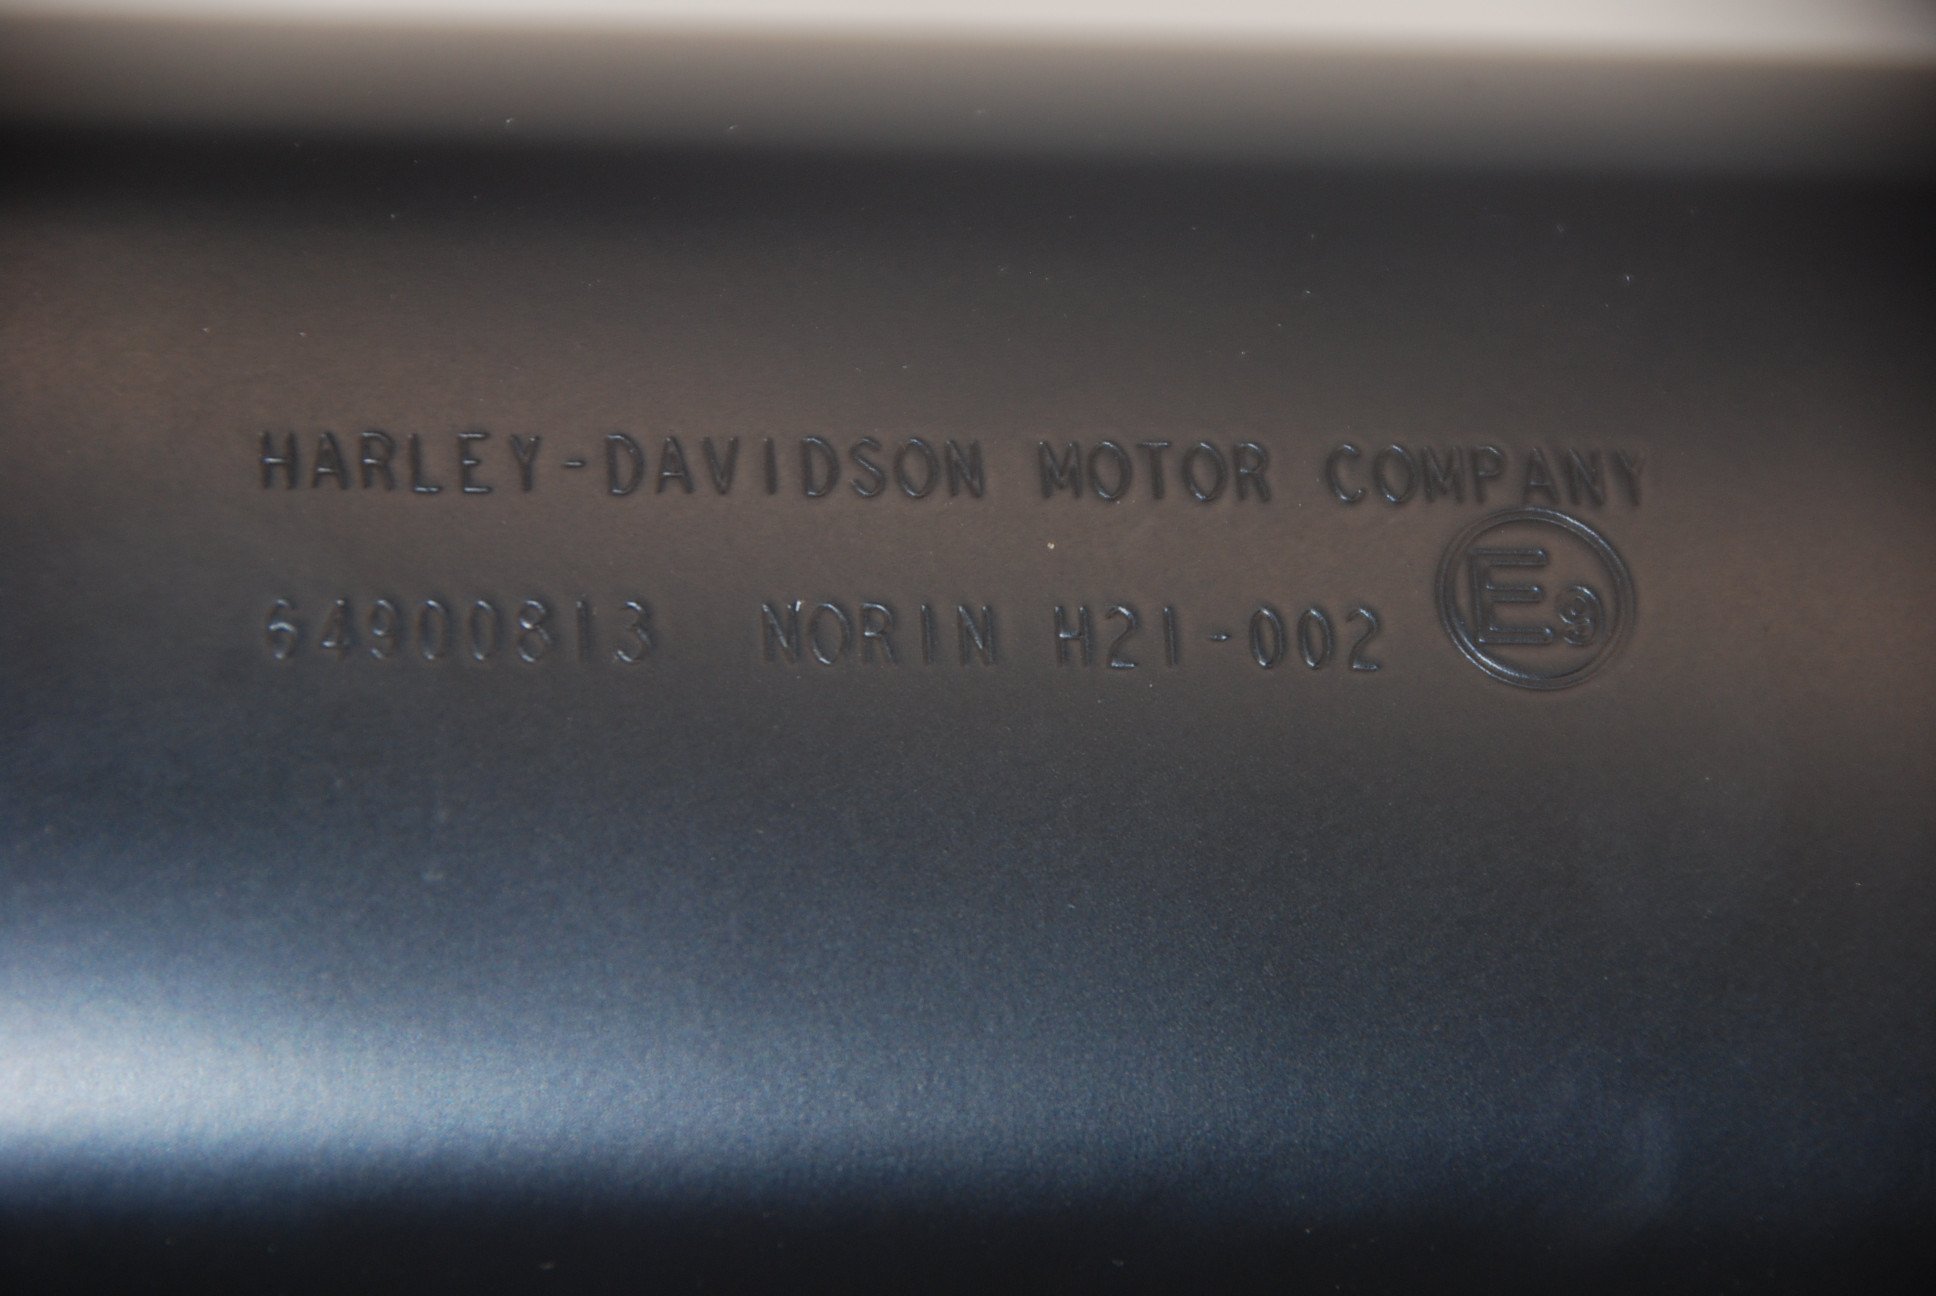 HARLEY-DAVIDSON MOTOR COMPANY
64900813 NORIN H21-002 E9